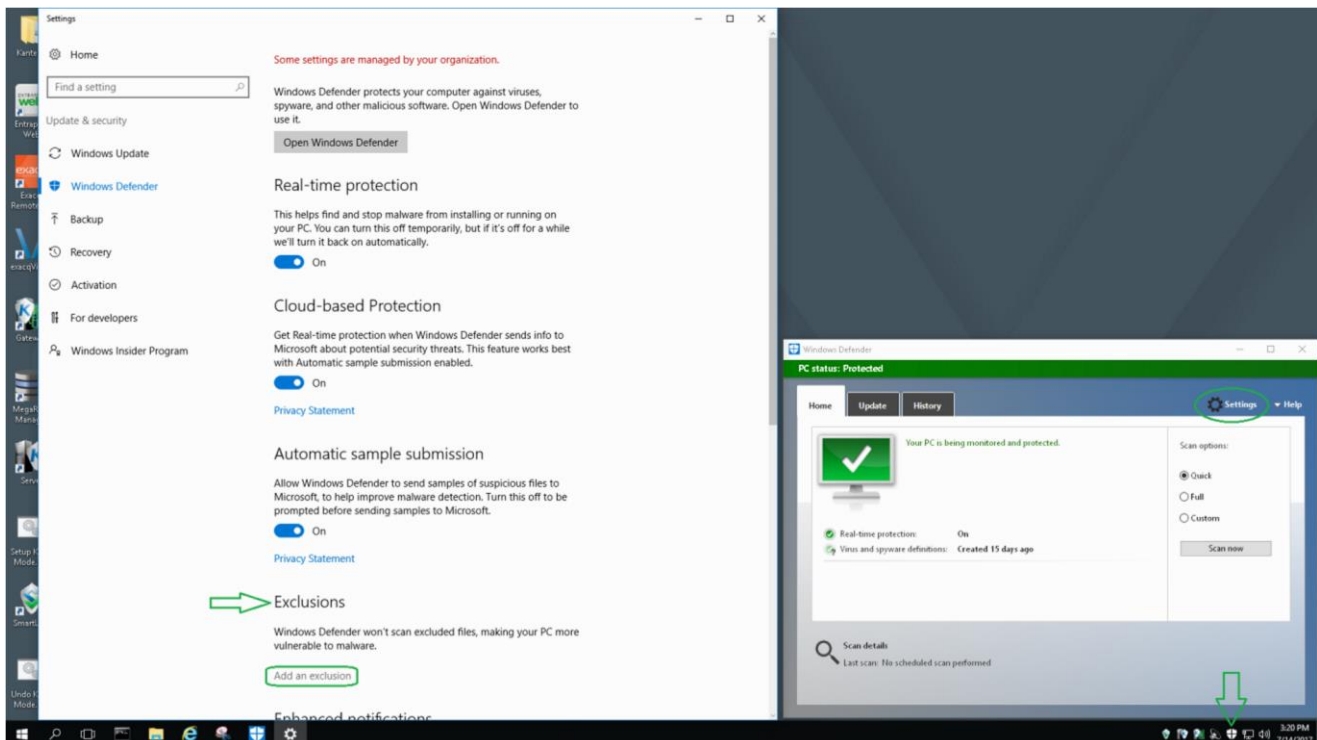 Settings
Home
Find a setting
Update & security
Windows Update
Windows Defender
Backup
Recovery
Activation
For developers
Windows Insider Program
Some settings are managed by your organization.
Windows Defender protects your computer against viruses,
spyware, and other malicious software. Open Windows Defender to
use it.
Open Windows Defender
Real-time protection
This helps find and stop malware from installing or running on
your PC. You can turn this off temporarily, but if it's off for a while
we'll turn it back on automatically.
On
Cloud-based Protection
Get Real-time protection when Windows Defender sends info to
Microsoft about potential security threats. This feature works best
with Automatic sample submission enabled.
On
Privacy Statement
Automatic sample submission
Allow Windows Defender to send samples of suspicious files to
Microsoft, to help improve malware detection. Turn this off to be
prompted before sending samples to Microsoft.
On
Privacy Statement
Exclusions
Windows Defender won't scan excluded files, making your PC more
vulnerable to malware.
Add an exclusion
Enhanced notifications
Windows Defender
PC status: Protected
Home
Update
History
Settings
Help
Your PC is being monitored and protected.
Scan options:
Quick
Full
Custom
Scan now
Real-time protection: On
Virus and spyware definitions: Created 15 days ago
Scan details
Last scan: No scheduled scan performed
3:20 PM
7/14/2017